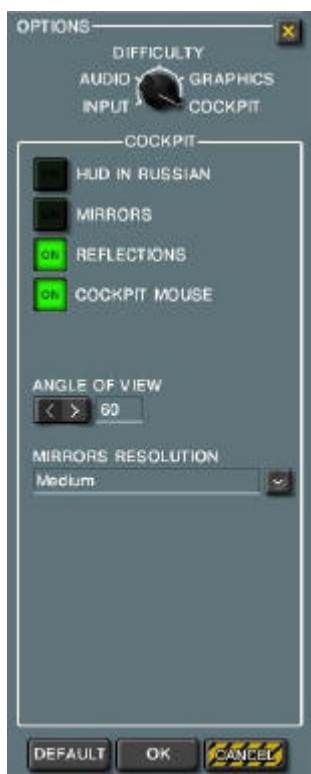 OPTIONS
DIFFICULTY
AUDIO GRAPHICS
INPUT COCKPIT
COCKPIT
HUD IN RUSSIAN
MIRRORS
ON REFLECTIONS
ON COCKPIT MOUSE
ANGLE OF VIEW
< > 60
MIRRORS RESOLUTION
Medium
DEFAULT OK CANCEL